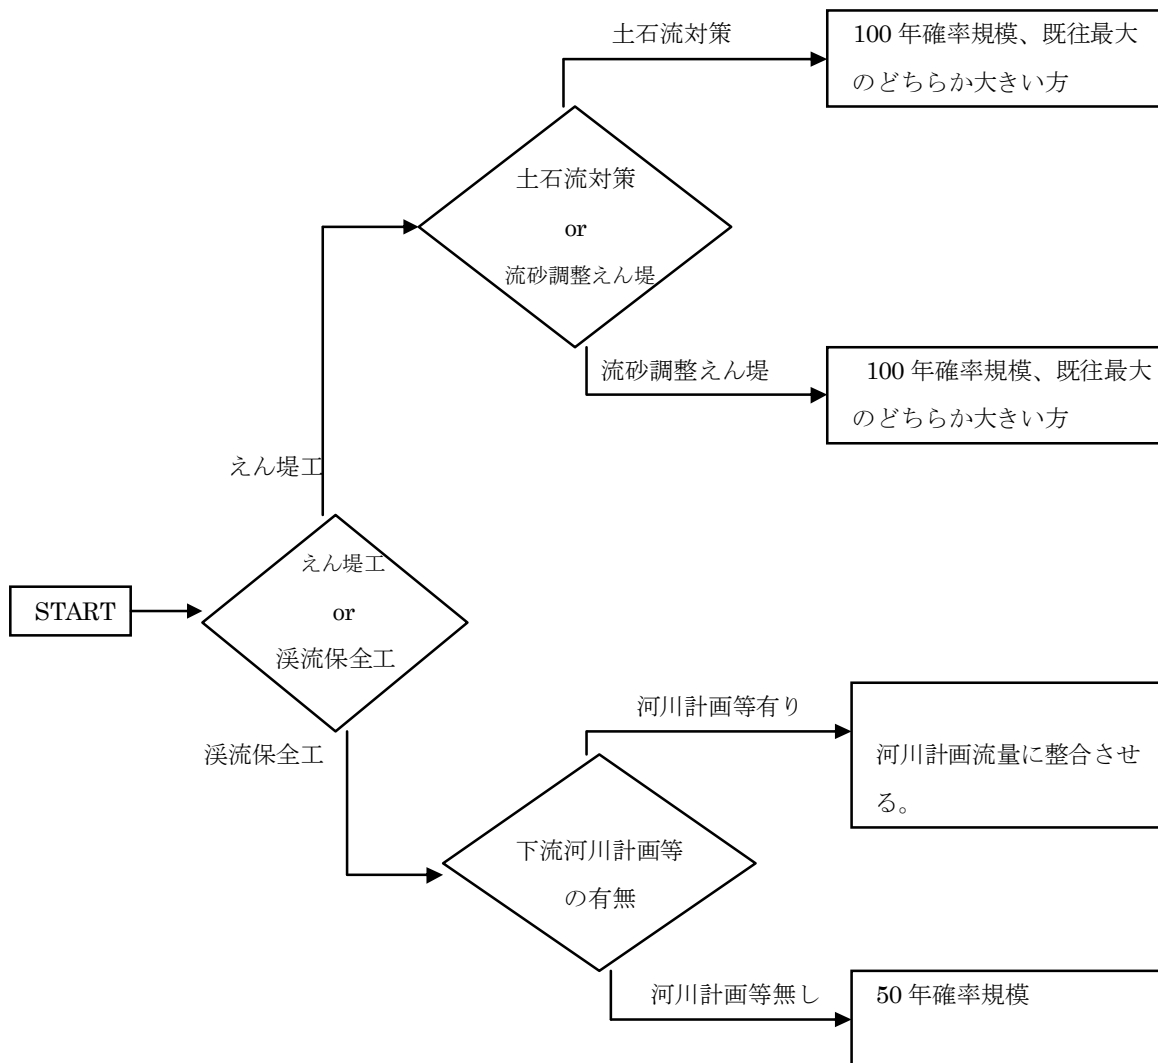 土石流対策
100 年確率規模、既往最大
のどちらか大きい方
土石流対策
or
流砂調整えん堤
流砂調整えん堤
100 年確率規模、既往最大
のどちらか大きい方
えん堤工
えん堤工
or
渓流保全工
START
渓流保全工
河川計画等有り
河川計画流量に整合させ
る。
下流河川計画等
の有無
河川計画等無し
50 年確率規模